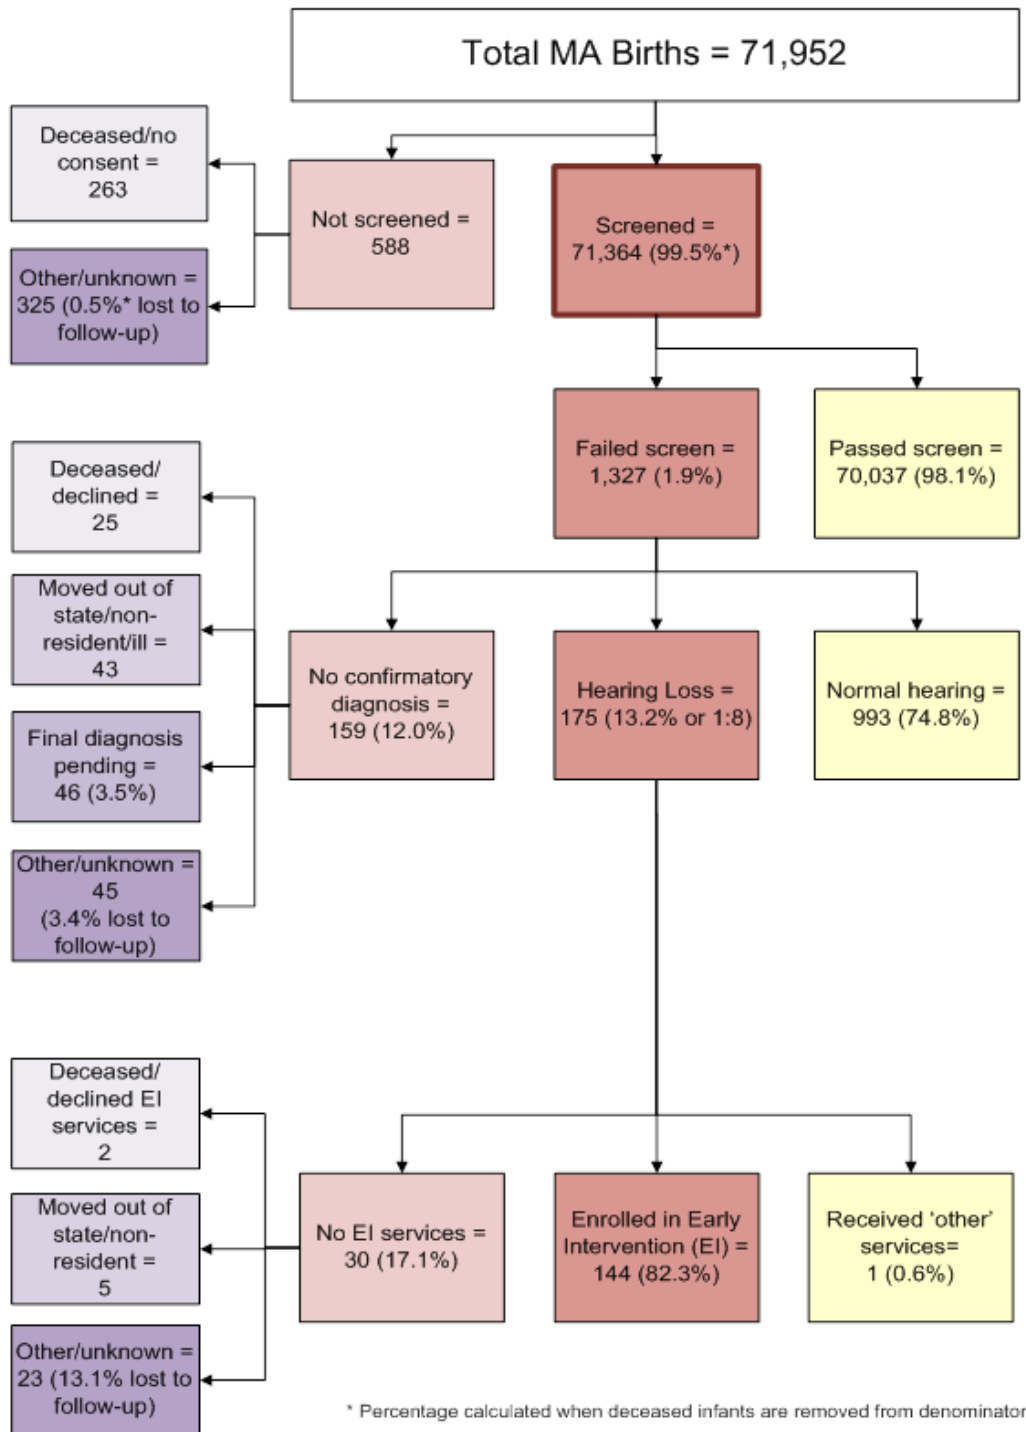 Total MA Births = 71,952
Deceased/no
consent =
263
Not screened =
588
Screened =
71,364 (99.5%*)
Other/unknown =
325 (0.5%* lost to
follow-up)
Failed screen =
1,327 (1.9%)
Passed screen =
70,037 (98.1%)
Deceased/
declined =
25
Moved out of
state/non-
resident/ill =
43
No confirmatory
diagnosis =
159 (12.0%)
Hearing Loss =
175 (13.2% or 1:8)
Normal hearing =
993 (74.8%)
Final diagnosis
pending =
46 (3.5%)
Other/unknown =
45
(3.4% lost to
follow-up)
Deceased/
declined EI
services =
2
Moved out of
state/non-
resident =
5
No EI services =
30 (17.1%)
Enrolled in Early
Intervention (EI) =
144 (82.3%)
Received ‘other’
services=
1 (0.6%)
Other/unknown =
23 (13.1% lost to
follow-up)
* Percentage calculated when deceased infants are removed from denominator